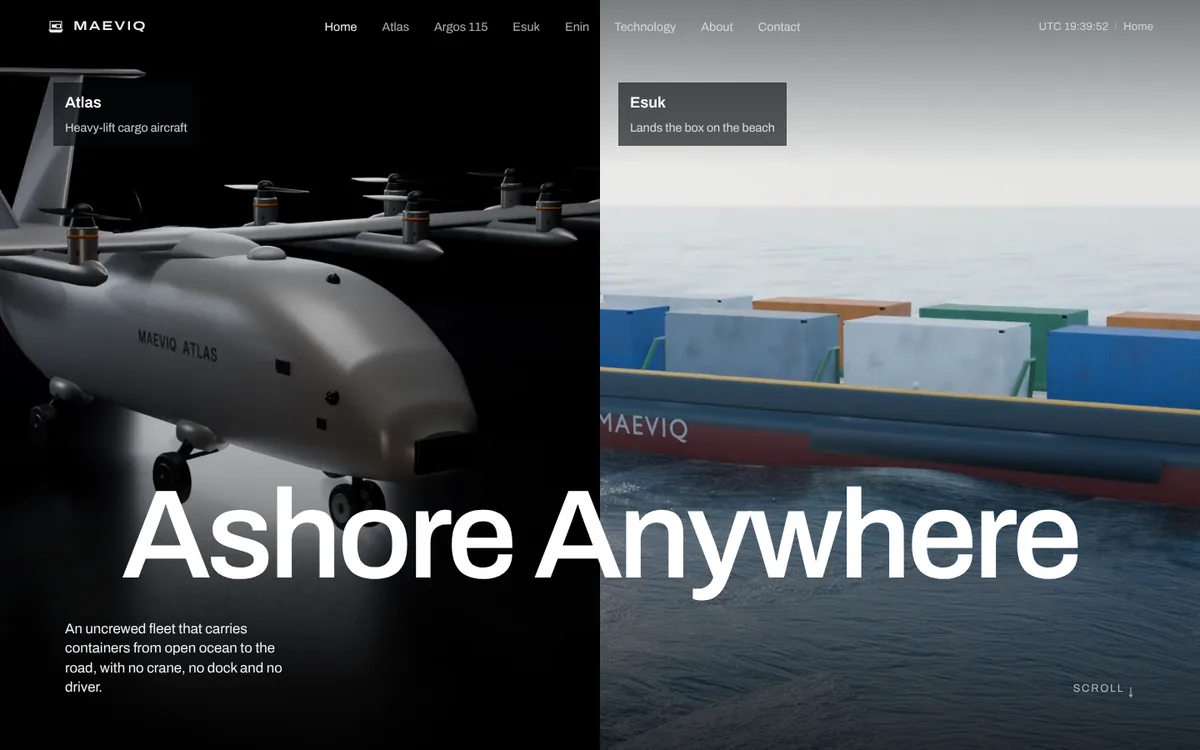 MAEVIQ
Home Atlas Argos 115 Esuk Enin Technology About Contact
UTC 19:39:52 / Home
Atlas
Heavy-lift cargo aircraft
Esuk
Lands the box on the beach
MAEVIQ ATLAS
MAEVIQ
Ashore Anywhere
An uncrewed fleet that carries
containers from open ocean to the
road, with no crane, no dock and no
driver.
SCROLL ↓